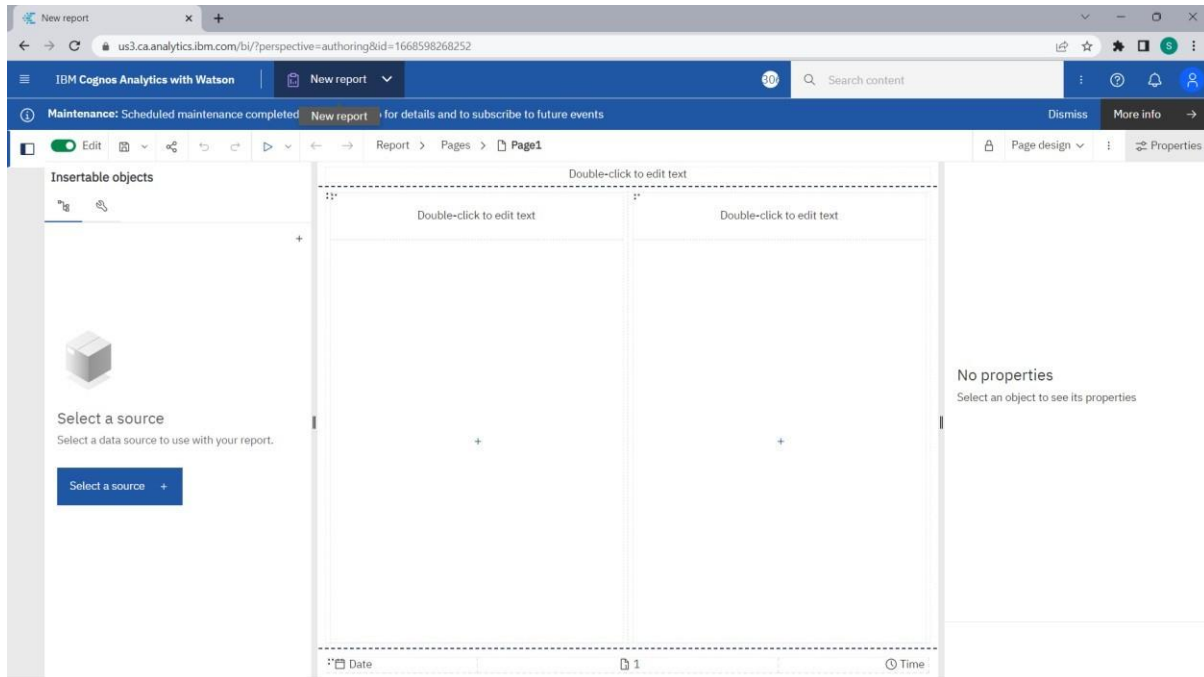 New report
us3.ca.analytics.ibm.com/bi/?perspective=authoring&id=1668598268252
S
IBM Cognos Analytics with Watson
New report
Search content
Maintenance: Scheduled maintenance completed
New report
for details and to subscribe to future events
Dismiss
More info
Edit
Report > Pages > Page1
Page design
Properties
Insertable objects
Double-click to edit text
Double-click to edit text
Double-click to edit text
Select a source
Select a data source to use with your report.
Select a source +
No properties
Select an object to see its properties
Date
1
Time